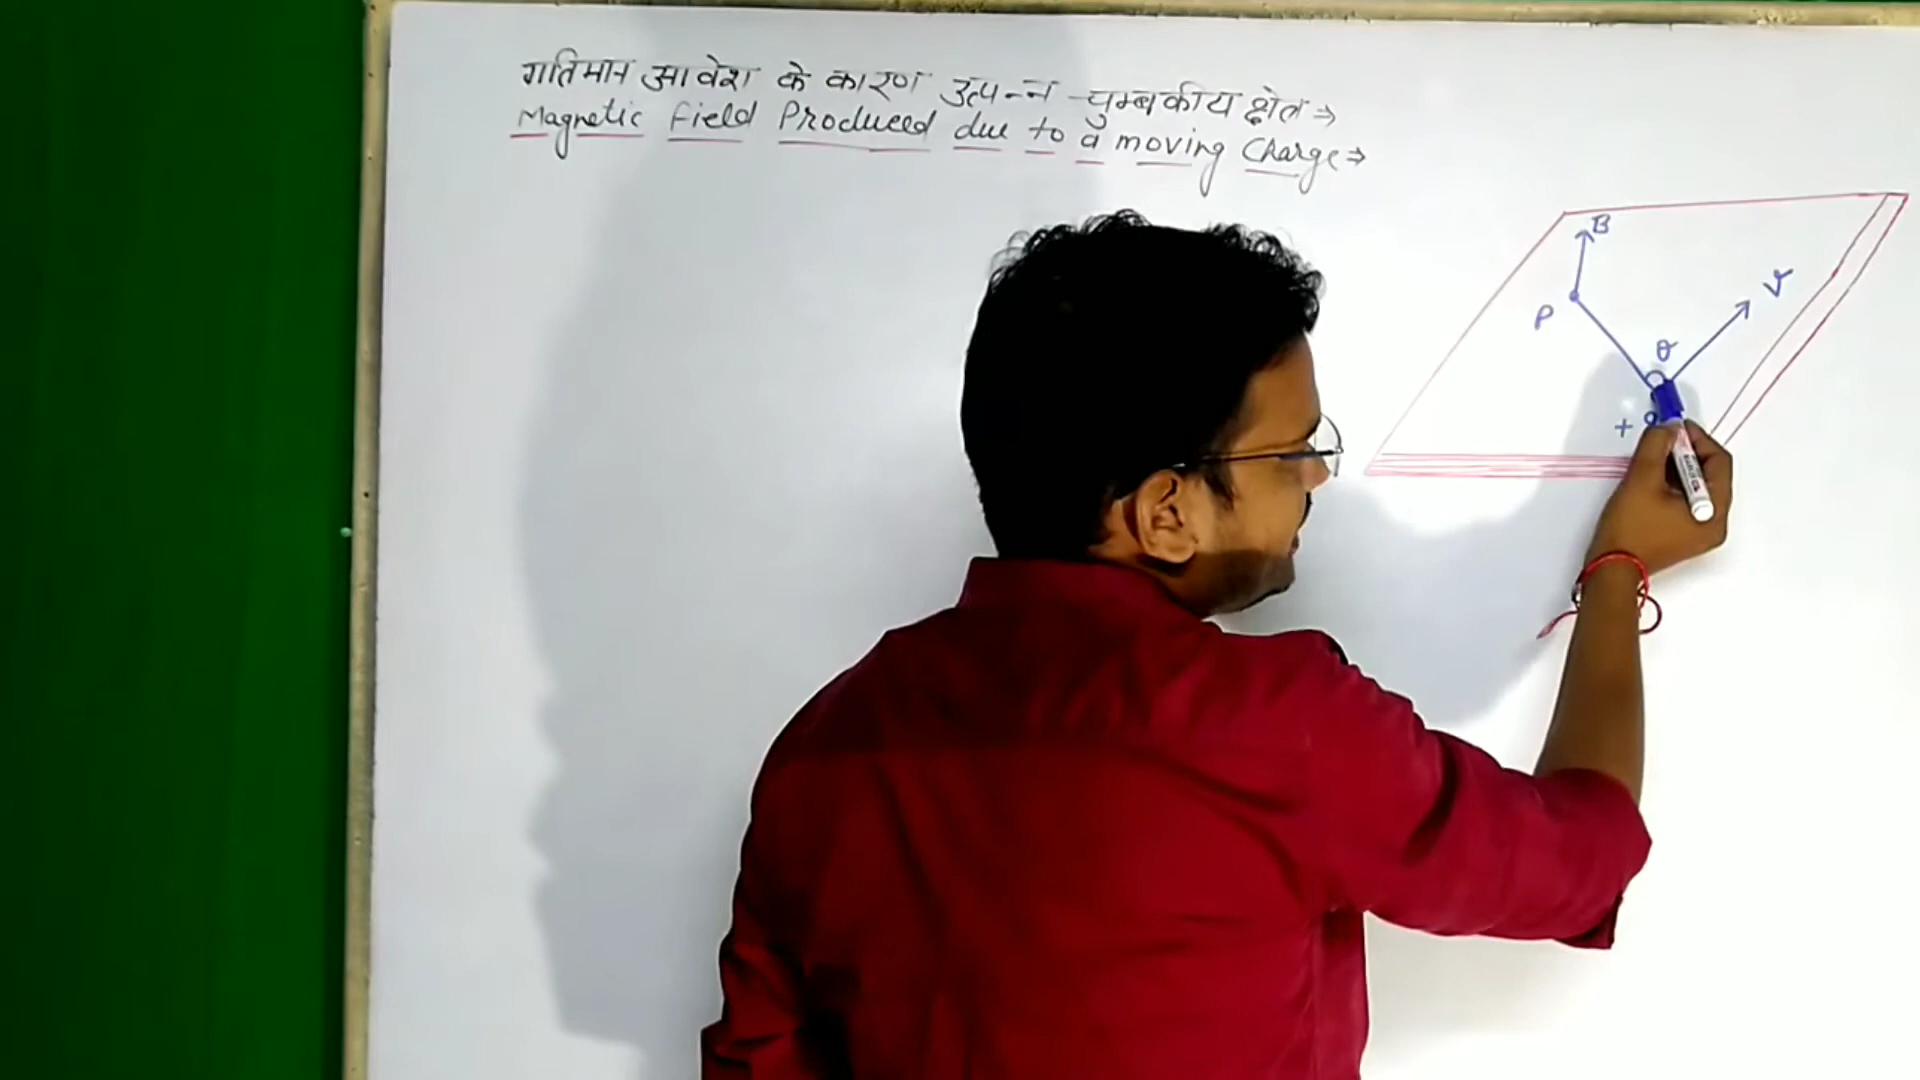 गतिमान आवेश के कारण उत्पन्न चुम्बकीय क्षेत्र ⇒
Magnetic Field Produced due to a moving Charge ⇒
B
V
P
θ
+q